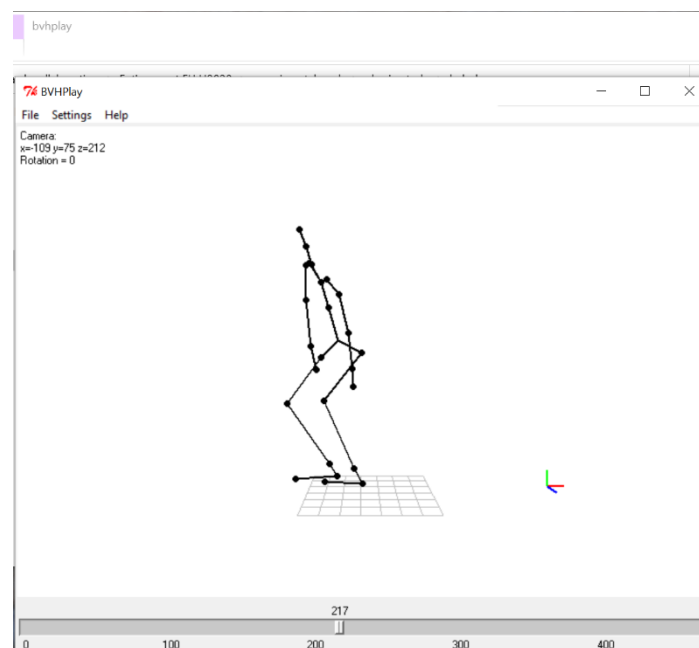 bvhplay
BVHPlay
File Settings Help
Camera:
x=-109 y=75 z=212
Rotation = 0
217
0 100 200 300 400